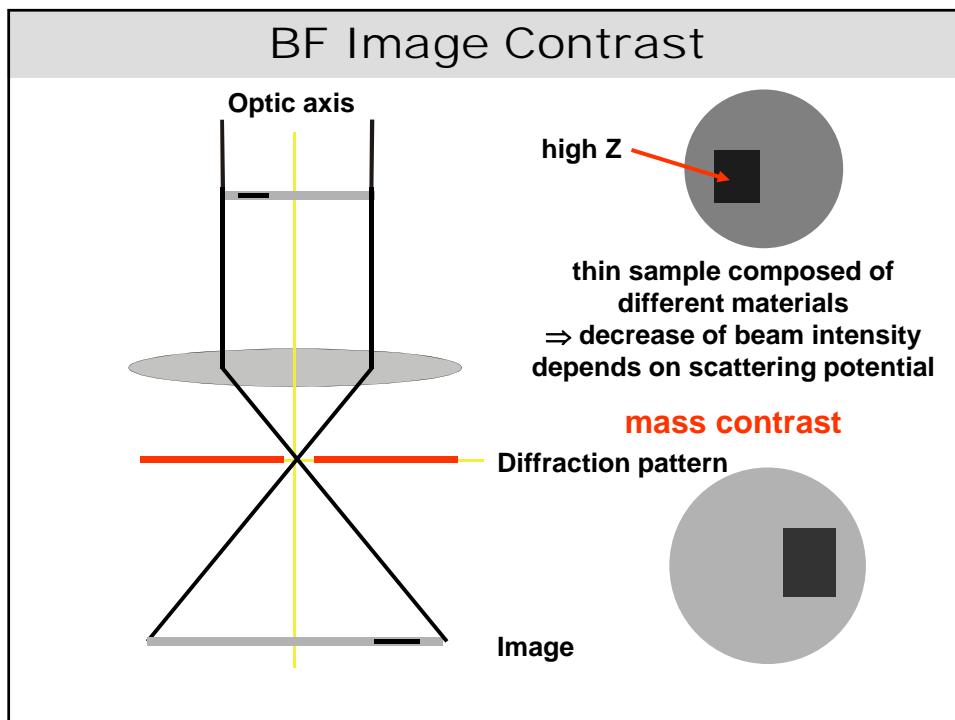 BF Image Contrast
Optic axis
high Z
thin sample composed of
different materials
⇒ decrease of beam intensity
depends on scattering potential
mass contrast
Diffraction pattern
Image